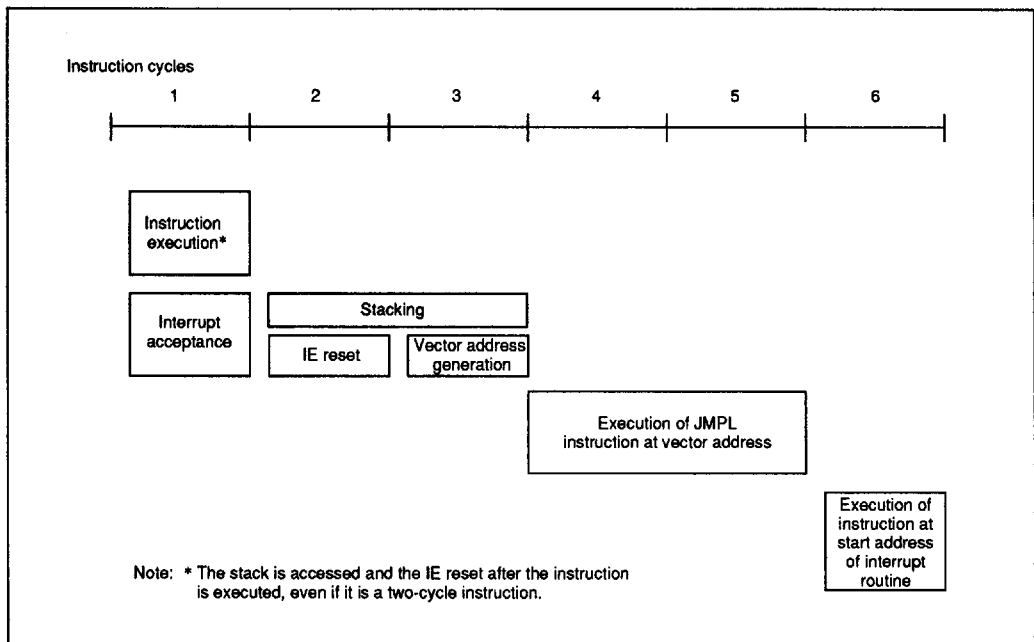 Instruction cycles
1 2 3 4 5 6
Instruction
execution*
Interrupt
acceptance
Stacking
IE reset
Vector address
generation
Execution of JMPL
instruction at vector address
Execution of
instruction at
start address
of interrupt
routine
Note: * The stack is accessed and the IE reset after the instruction
is executed, even if it is a two-cycle instruction.